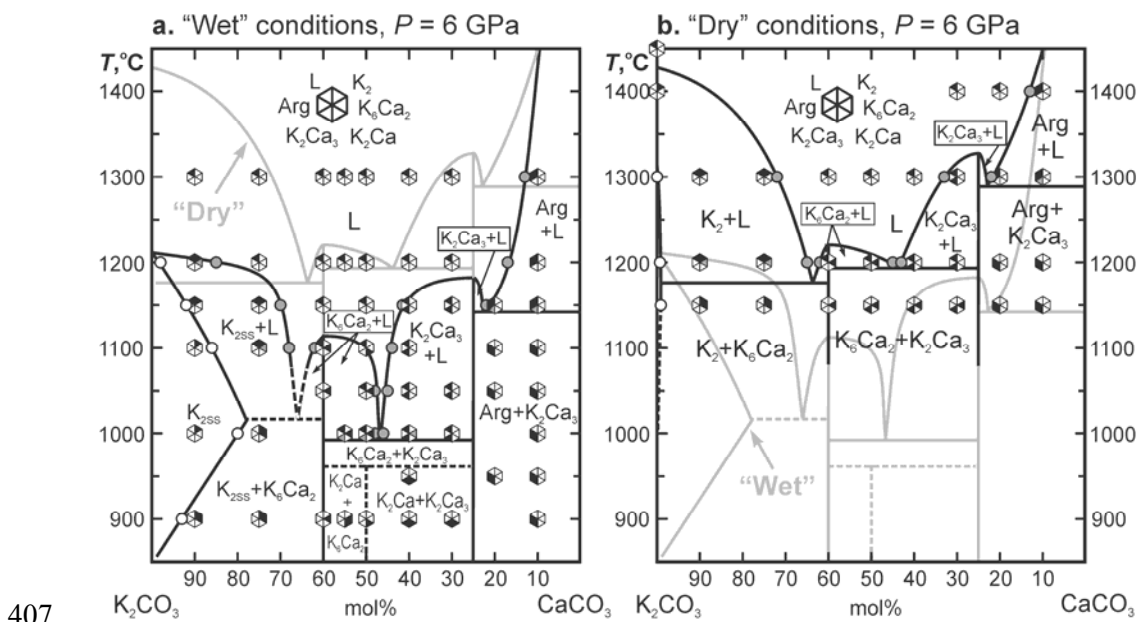 a. “Wet” conditions, P = 6 GPa
T,°C
1400
1300
1200
1100
1000
900
L
K₂
Arg
K₆Ca₂
K₂Ca₃
K₂Ca
“Dry”
L
Arg
+L
K₂Ca₃+L
K₂SS+L
K₆Ca₂+L
K₂Ca₃
+L
K₂SS
Arg+K₂Ca₃
K₆Ca₂+K₂Ca₃
K₂SS+K₆Ca₂
K₂Ca
+
K₆Ca₂
K₂Ca+K₂Ca₃
90 80 70 60 50 40 30 20 10
K₂CO₃
mol%
CaCO₃
b. “Dry” conditions, P = 6 GPa
T,°C
1400
1300
1200
1100
1000
900
L
K₂
Arg
K₆Ca₂
K₂Ca₃
K₂Ca
K₂Ca₃+L
Arg
+L
K₂+L
K₆Ca₂+L
L
K₂Ca₃
+L
Arg+
K₂Ca₃
K₂+K₆Ca₂
K₆Ca₂+K₂Ca₃
“Wet”
90 80 70 60 50 40 30 20 10
K₂CO₃
mol%
CaCO₃
407